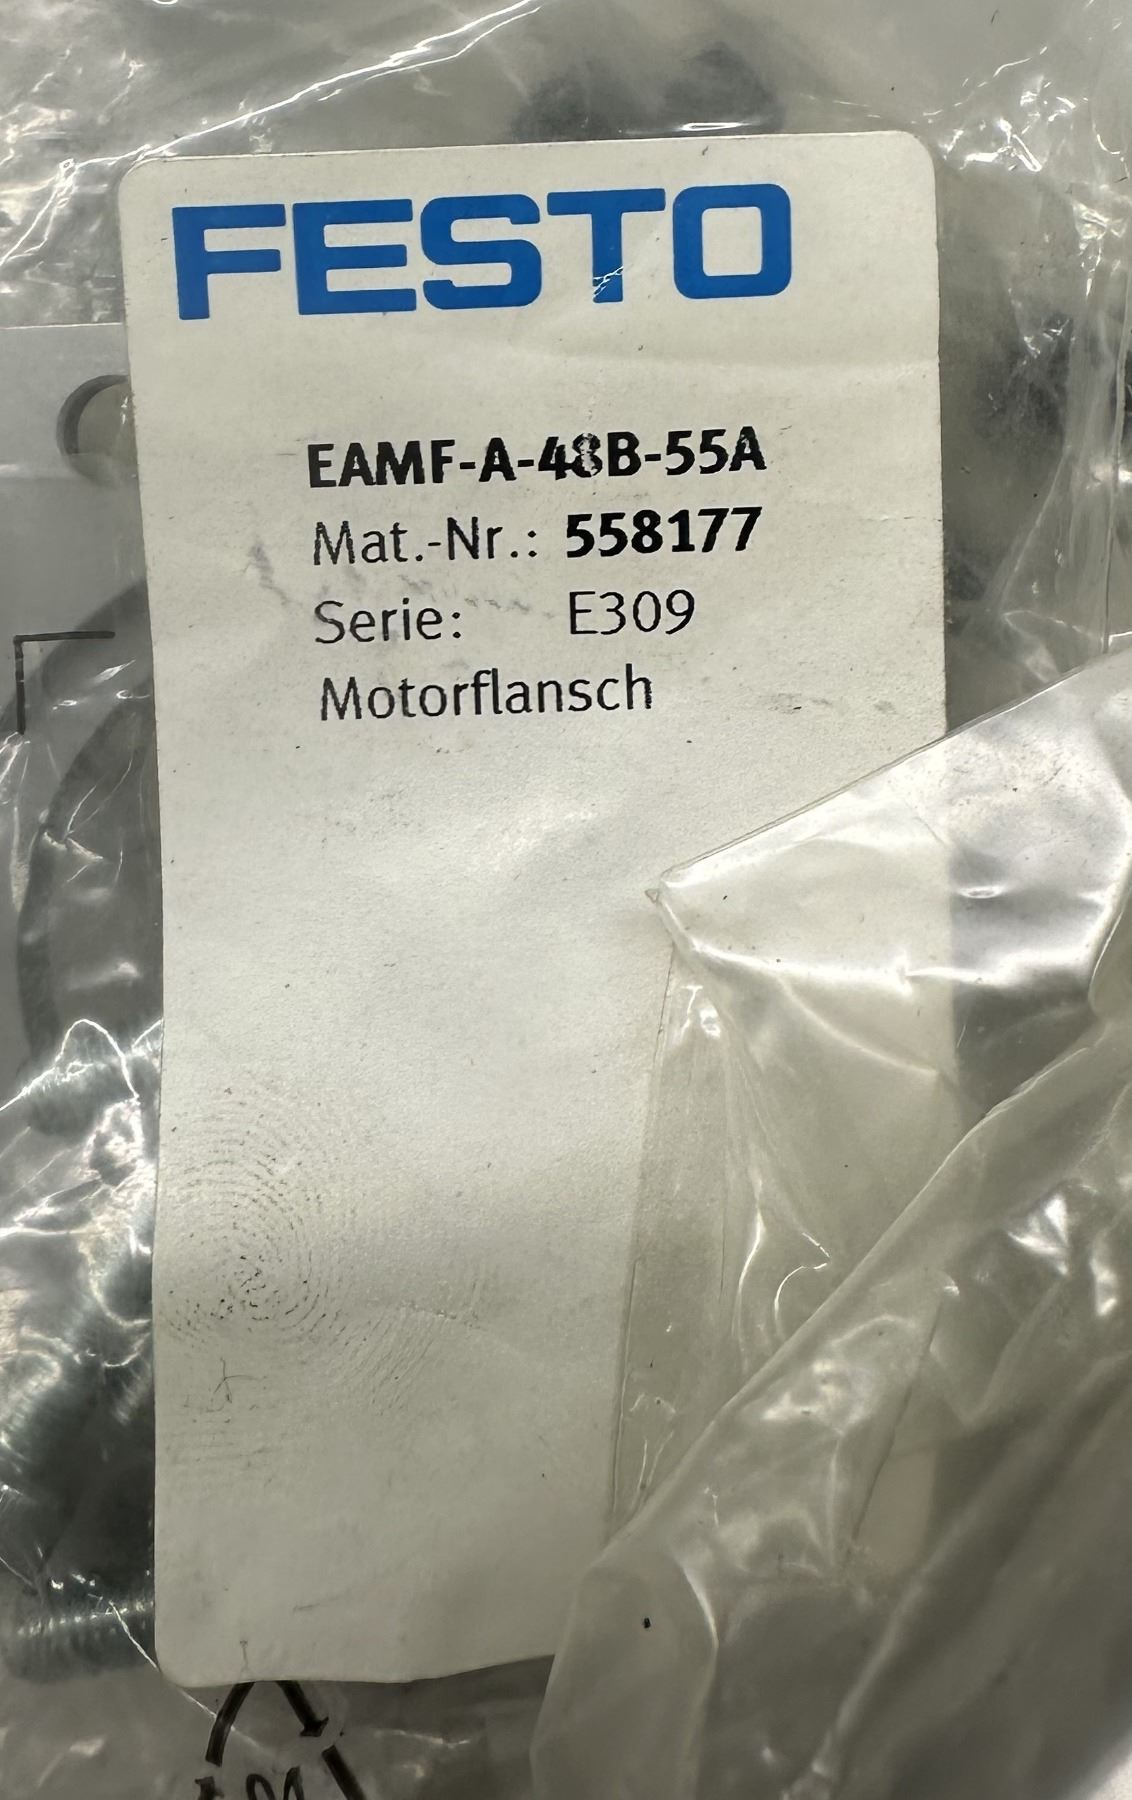 FESTO
EAMF-A-48B-55A
Mat.-Nr.: 558177
Serie: E309
Motorflansch